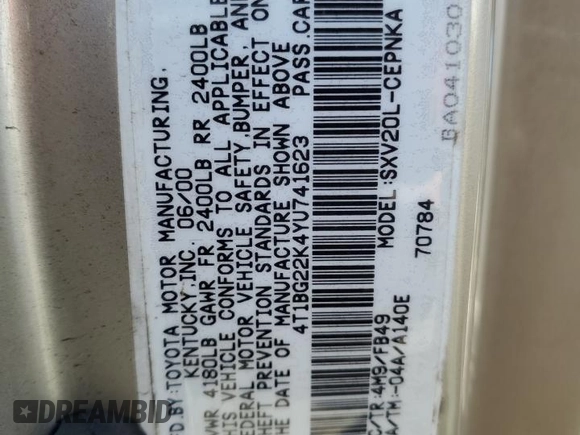 FD.BY:TOYOTA MOTOR MANUFACTURING,
KENTUCKY,INC. 06/00
VWR 4180LB GAWR FR 2400LB RR 2400LB
HIS VEHICLE CONFORMS TO ALL APPLICABLE
EDERAL MOTOR VEHICLE SAFETY,BUMPER, AND
HEFT PREVENTION STANDARDS IN EFFECT ON
HE DATE OF MANUFACTURE SHOWN ABOVE
4T1BG22K4YU741623 PASS.CAR
C/TR:4M9/FB49 MODEL:SXV20L-CEPNKA
A/TM:-04A/A140E 70784
BA041030
DREAMBID